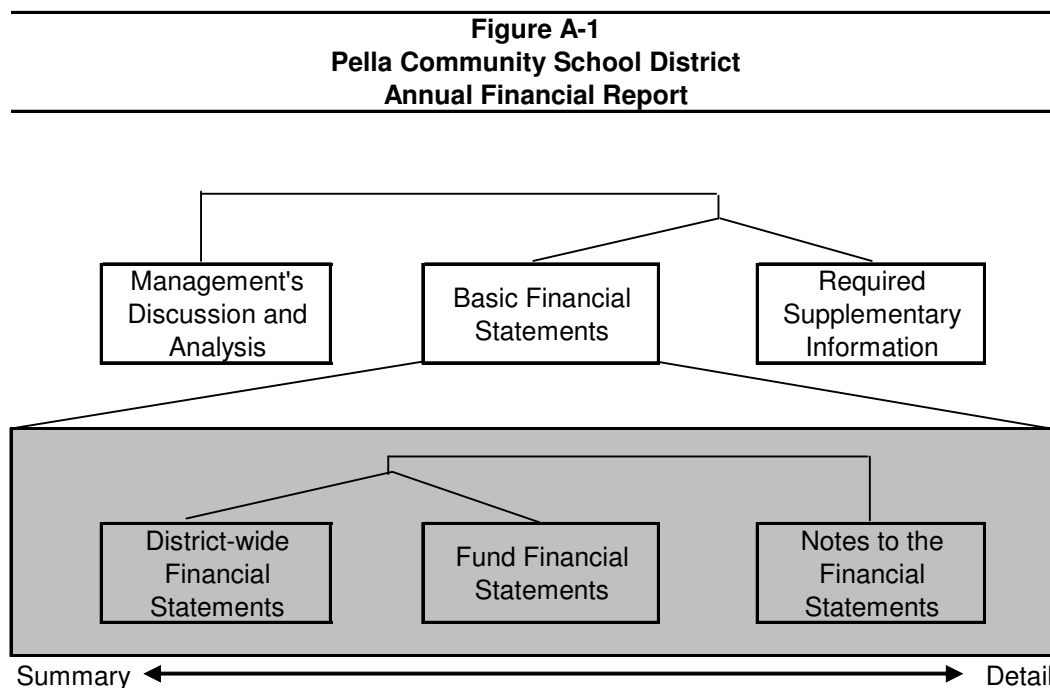 Figure A-1
Pella Community School District
Annual Financial Report
Management's
Discussion and
Analysis
Basic Financial
Statements
Required
Supplementary
Information
District-wide
Financial
Statements
Fund Financial
Statements
Notes to the
Financial
Statements
Summary
Detail